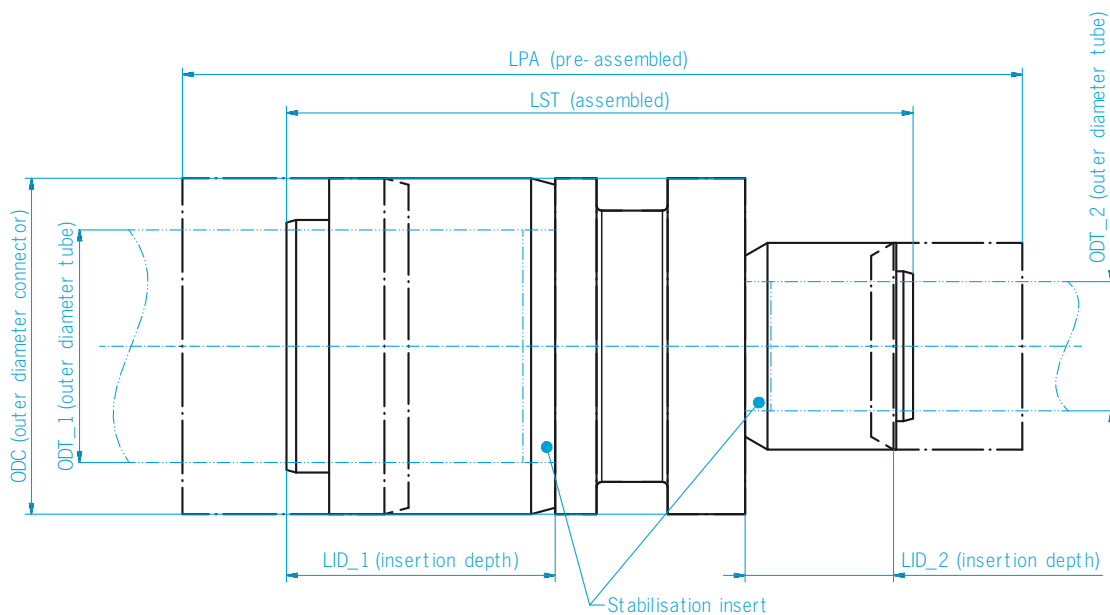 LPA (pre-assembled)
LST (assembled)
ODC (outer diameter connector)
ODT_1 (outer diameter tube)
ODT_2 (outer diameter tube)
LID_1 (insertion depth)
LID_2 (insertion depth)
Stabilisation insert